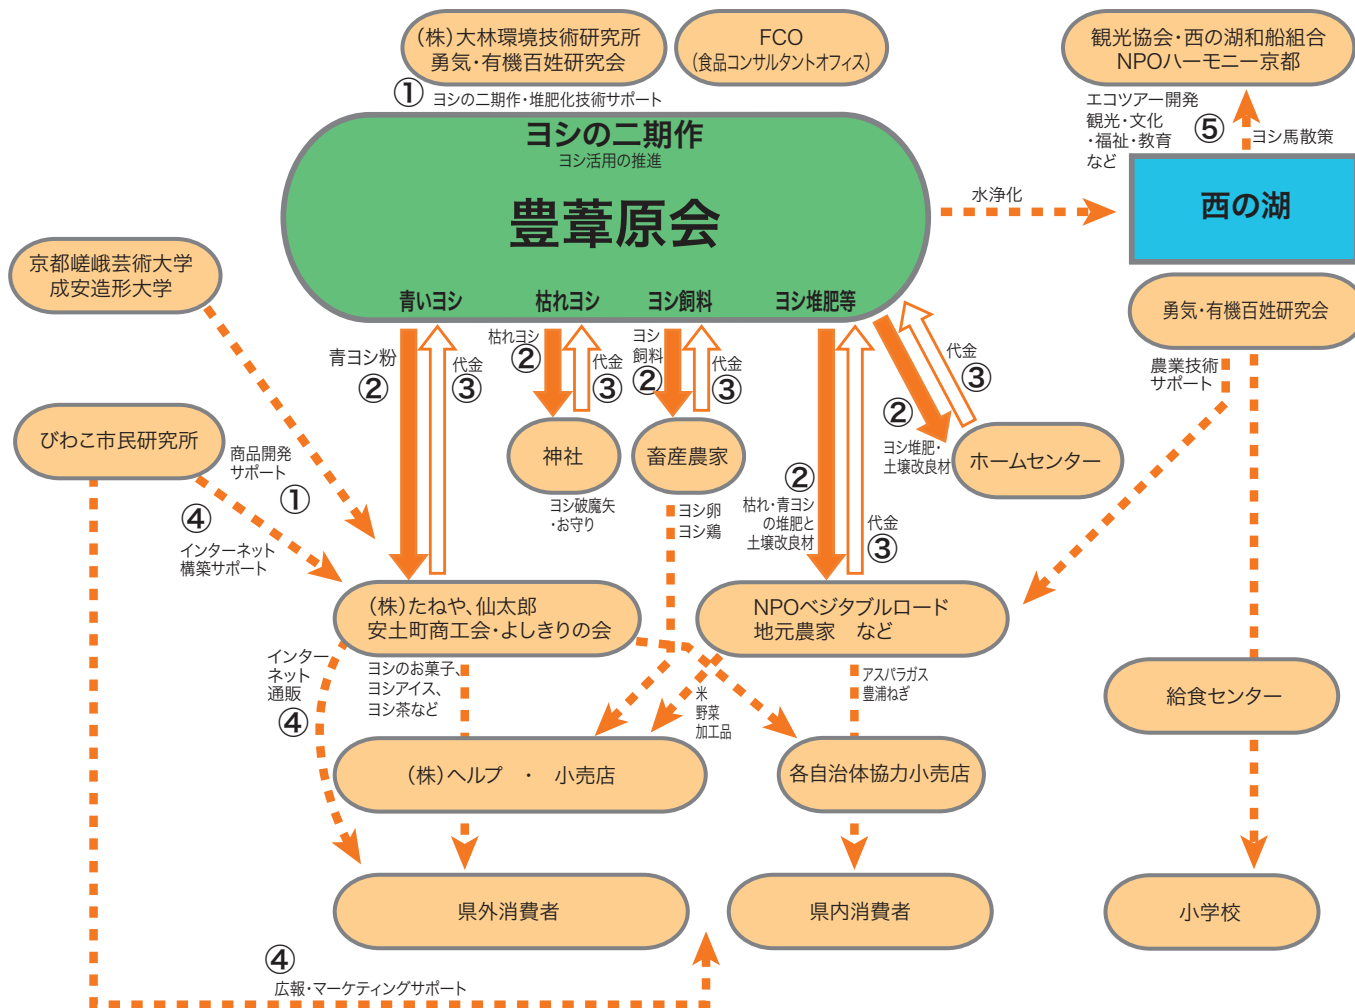 (株)大林環境技術研究所
勇気・有機百姓研究会
FCO
(食品コンサルタントオフィス)
観光協会・西の湖和船組合
NPOハーモニー京都
①
ヨシの二期作・堆肥化技術サポート
エコツアー開発
観光・文化
・福祉・教育
など
⑤
ヨシ馬散策
ヨシの二期作
ヨシ活用の推進
豊葦原会
水浄化
西の湖
京都嵯峨芸術大学
成安造形大学
青いヨシ
枯れヨシ
ヨシ飼料
ヨシ堆肥等
勇気・有機百姓研究会
青ヨシ粉
②
代金
③
枯れヨシ
②
代金
③
ヨシ
飼料
②
代金
③
代金
③
農業技術
サポート
びわこ市民研究所
商品開発
サポート
①
④
インターネット
構築サポート
神社
ヨシ破魔矢
・お守り
畜産農家
ヨシ卵
ヨシ鶏
②
枯れ・青ヨシ
の堆肥と
土壌改良材
代金
③
②
ヨシ堆肥・
土壌改良材
ホームセンター
(株)たねや、仙太郎
安土町商工会・よしきりの会
NPOベジタブルロード
地元農家 など
インター
ネット
通販
④
ヨシのお菓子、
ヨシアイス、
ヨシ茶など
米
野菜
加工品
アスパラガス
豊浦ねぎ
給食センター
(株)ヘルプ ・ 小売店
各自治体協力小売店
県外消費者
県内消費者
小学校
④
広報・マーケティングサポート